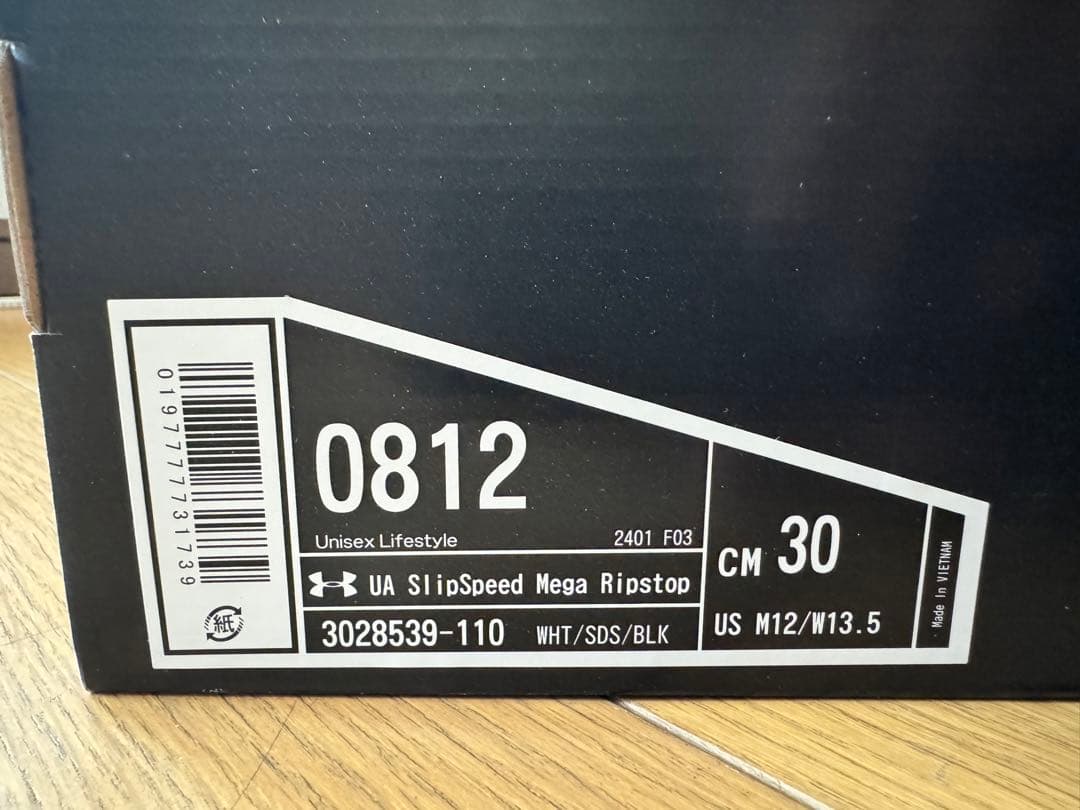 0197777731739
紙
0812
Unisex Lifestyle 2401 F03
UA SlipSpeed Mega Ripstop
3028539-110 WHT/SDS/BLK
CM 30
US M12/W13.5
Made In VIETNAM